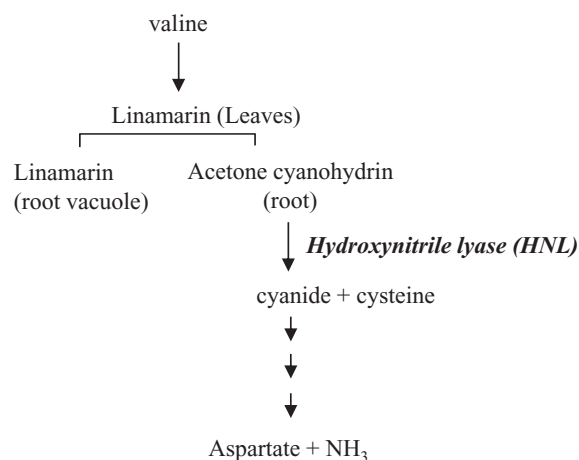 valine
Linamarin (Leaves)
Linamarin
(root vacuole)
Acetone cyanohydrin
(root)
Hydroxynitrile lyase (HNL)
cyanide + cysteine
Aspartate + NH₃